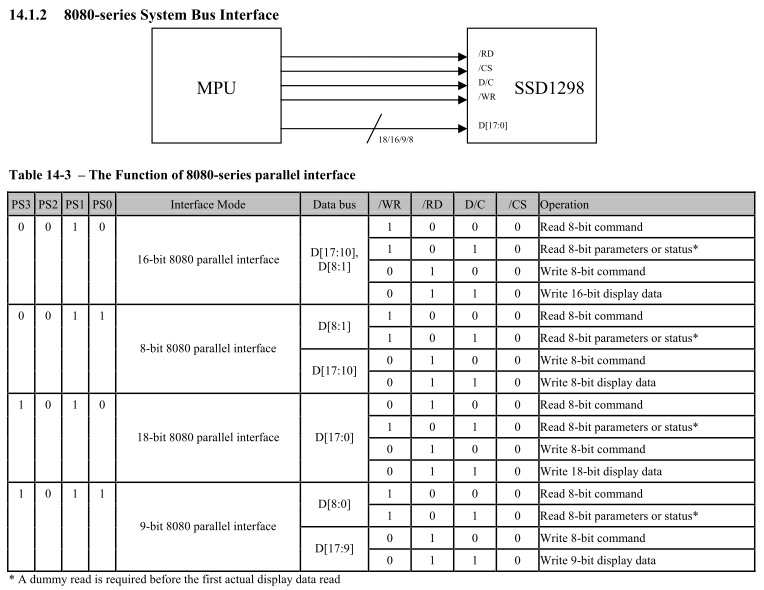 14.1.2 8080-series System Bus Interface
MPU
/RD
/CS
D/C
/WR
D[17:0]
SSD1298
18/16/9/8
Table 14-3 – The Function of 8080-series parallel interface
PS3 PS2 PS1 PS0 Interface Mode Data bus /WR /RD D/C /CS Operation
0 0 1 0 16-bit 8080 parallel interface D[17:10], D[8:1] 1 0 0 0 Read 8-bit command
1 0 1 0 Read 8-bit parameters or status*
0 1 0 0 Write 8-bit command
0 1 1 0 Write 16-bit display data
0 0 1 1 8-bit 8080 parallel interface D[8:1] 1 0 0 0 Read 8-bit command
1 0 1 0 Read 8-bit parameters or status*
D[17:10] 0 1 0 0 Write 8-bit command
0 1 1 0 Write 8-bit display data
1 0 1 0 18-bit 8080 parallel interface D[17:0] 0 1 0 0 Read 8-bit command
1 0 1 0 Read 8-bit parameters or status*
0 1 0 0 Write 8-bit command
0 1 1 0 Write 18-bit display data
1 0 1 1 9-bit 8080 parallel interface D[8:0] 1 0 0 0 Read 8-bit command
1 0 1 0 Read 8-bit parameters or status*
D[17:9] 0 1 0 0 Write 8-bit command
0 1 1 0 Write 9-bit display data
* A dummy read is required before the first actual display data read